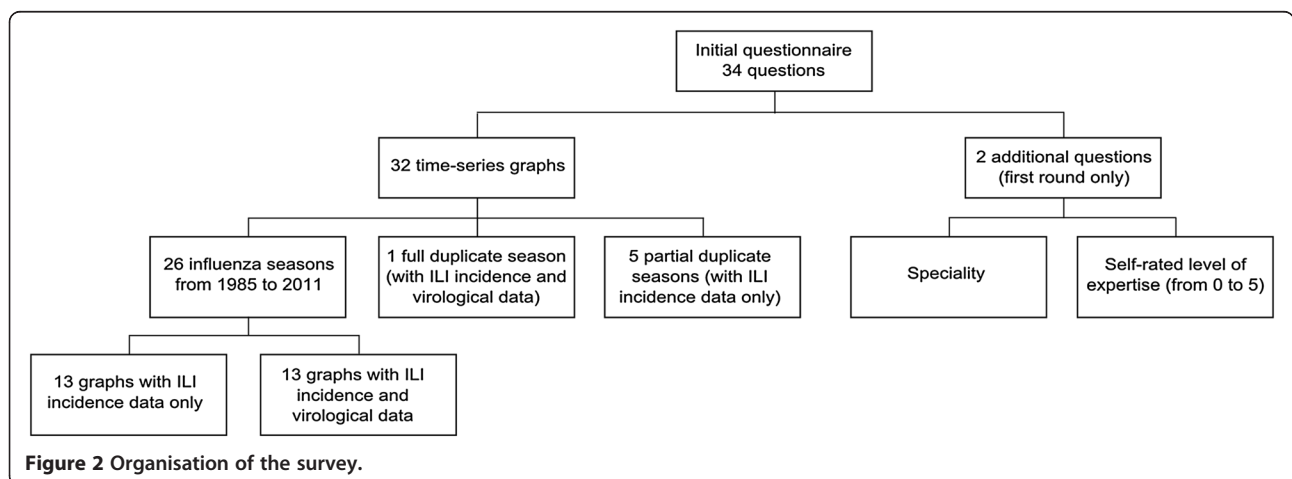 Initial questionnaire
34 questions
32 time-series graphs
2 additional questions
(first round only)
26 influenza seasons
from 1985 to 2011
1 full duplicate season
(with ILI incidence and
virological data)
5 partial duplicate
seasons (with ILI
incidence data only)
Speciality
Self-rated level of
expertise (from 0 to 5)
13 graphs with ILI
incidence data only
13 graphs with ILI
incidence and
virological data
Figure 2 Organisation of the survey.